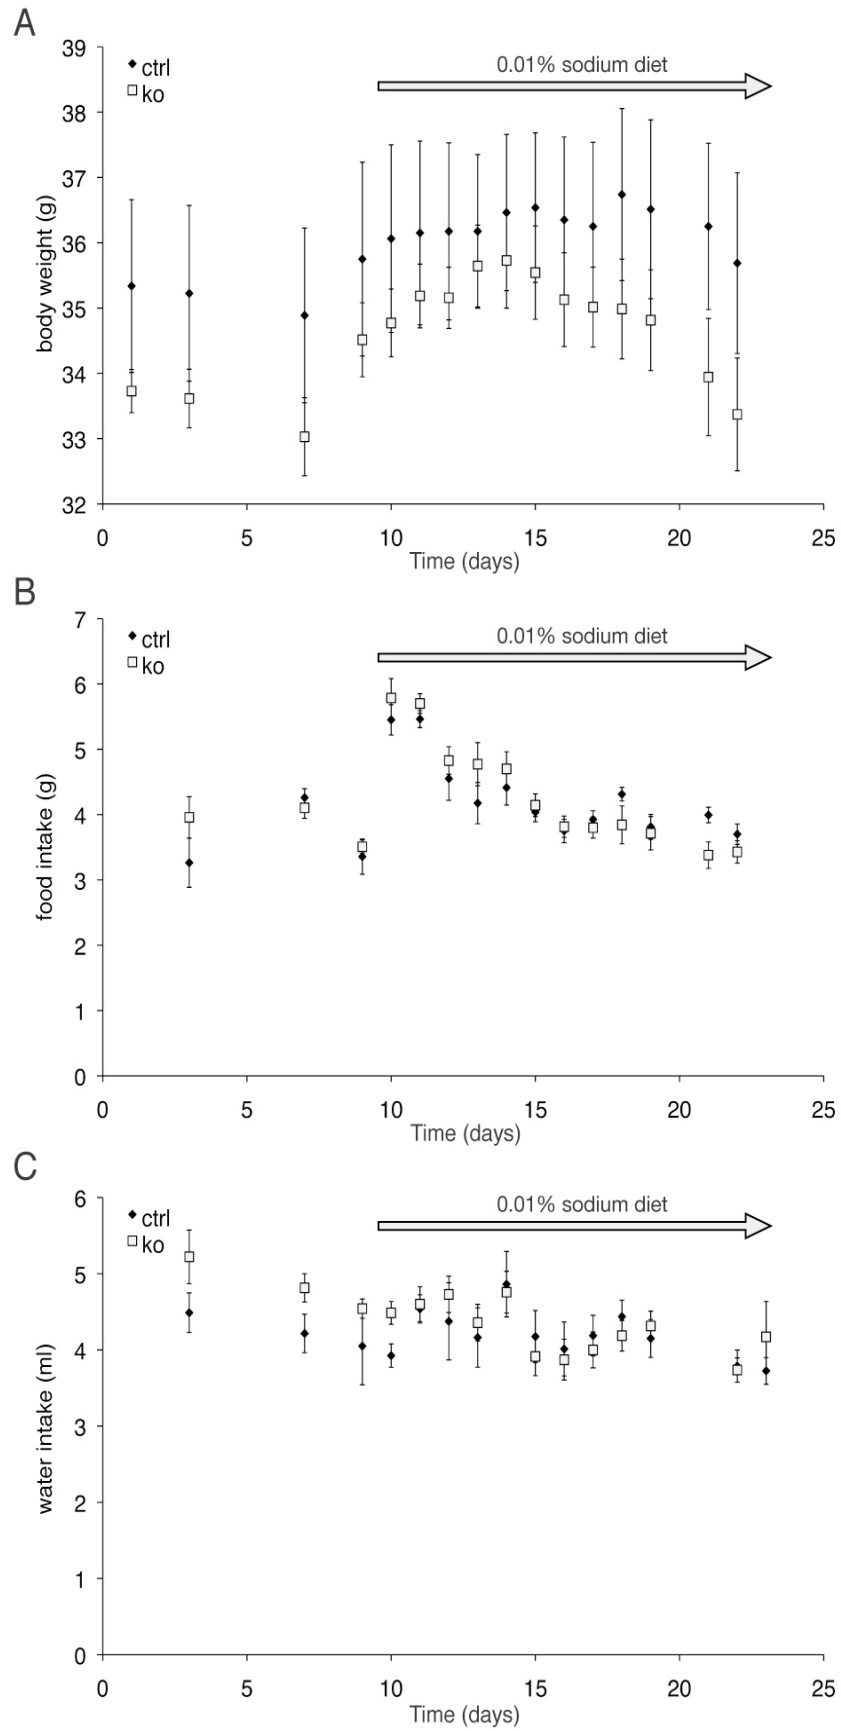 A
39
38
37
36
35
34
33
32
body weight (g)
ctrl
ko
0.01% sodium diet
0 5 10 15 20 25
Time (days)
B
7
6
5
4
3
2
1
0
food intake (g)
ctrl
ko
0.01% sodium diet
0 5 10 15 20 25
Time (days)
C
6
5
4
3
2
1
0
water intake (ml)
ctrl
ko
0.01% sodium diet
0 5 10 15 20 25
Time (days)